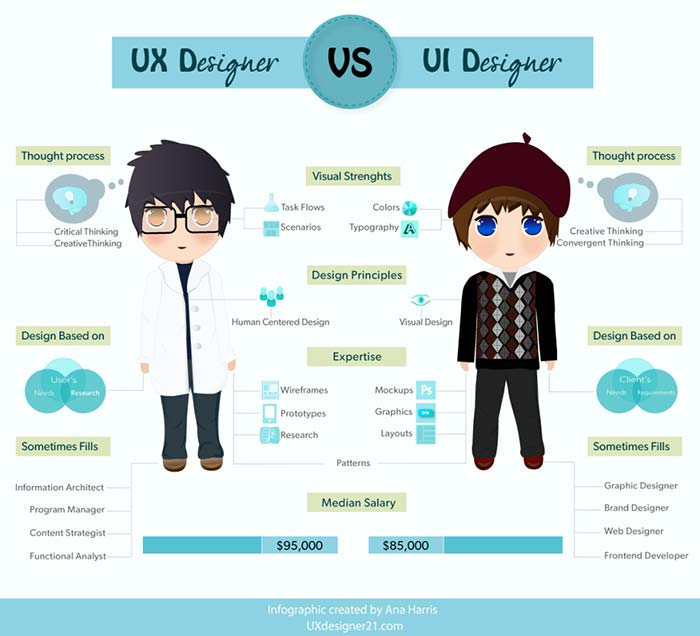 UX Designer
VS
UI Designer
Thought process
Critical Thinking
CreativeThinking
Visual Strenghts
Task Flows
Scenarios
Colors
Typography
A
Thought process
Creative Thinking
Convergent Thinking
Design Principles
Human Centered Design
Visual Design
Design Based on
User's
Needs
Research
Design Based on
Client's
Needs
Requirements
Expertise
Wireframes
Prototypes
Research
Mockups
Ps
Graphics
ON
Layouts
Patterns
Sometimes Fills
Information Architect
Program Manager
Content Strategist
Functional Analyst
Sometimes Fills
Graphic Designer
Brand Designer
Web Designer
Frontend Developer
Median Salary
$95,000
$85,000
Infographic created by Ana Harris
UXdesigner21.com